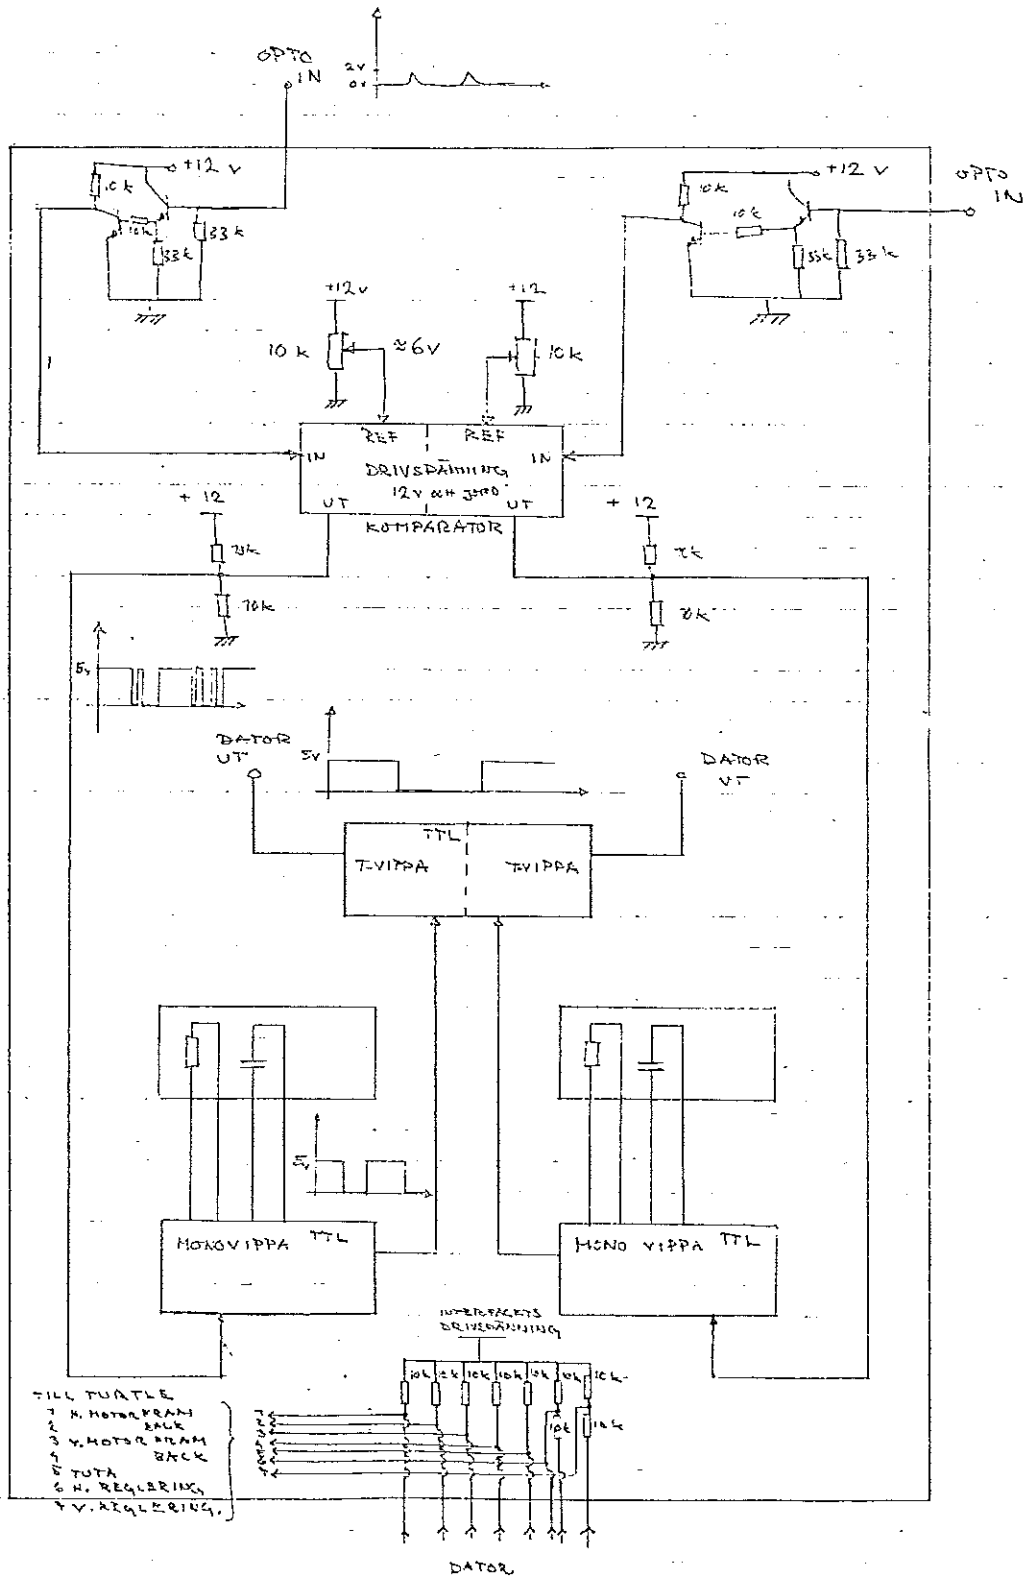 OPTO
IN
2V
0V
+12 V
10k
10k
33k
33k
+12 V
10k
10k
33k
33k
OPTO
IN
+12V
10 k
≈6V
+12
10k
REF
REF
IN
IN
DRIVSPÄNNING
12V OCH JORD
UT
UT
KOMPARATOR
+ 12
10k
+ 12
10k
5V
DATOR
UT
5V
DATOR
UT
TTL
T-VIPPA
T-VIPPA
5V
MONOVIPPA TTL
MONO VIPPA TTL
INTERFACETS
DRIVSPÄNNING
10k
10k
10k
10k
10k
10k
10k
10k
TILL TURTLE
1 H. MOTOR FRAM
2 BACK
3 V. MOTOR FRAM
4 BACK
5 TUTA
6 H. REGLERING
7 V. REGLERING.
DATOR